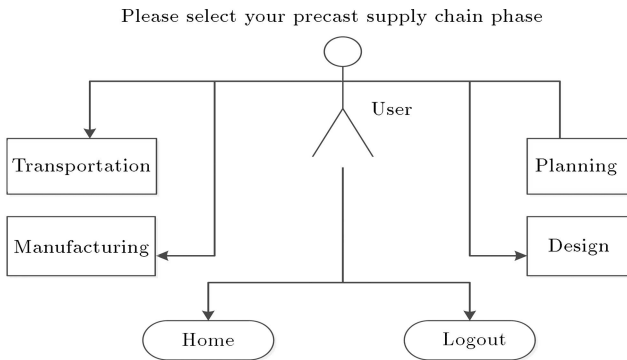 Please select your precast supply chain phase
User
Transportation
Planning
Manufacturing
Design
Home
Logout